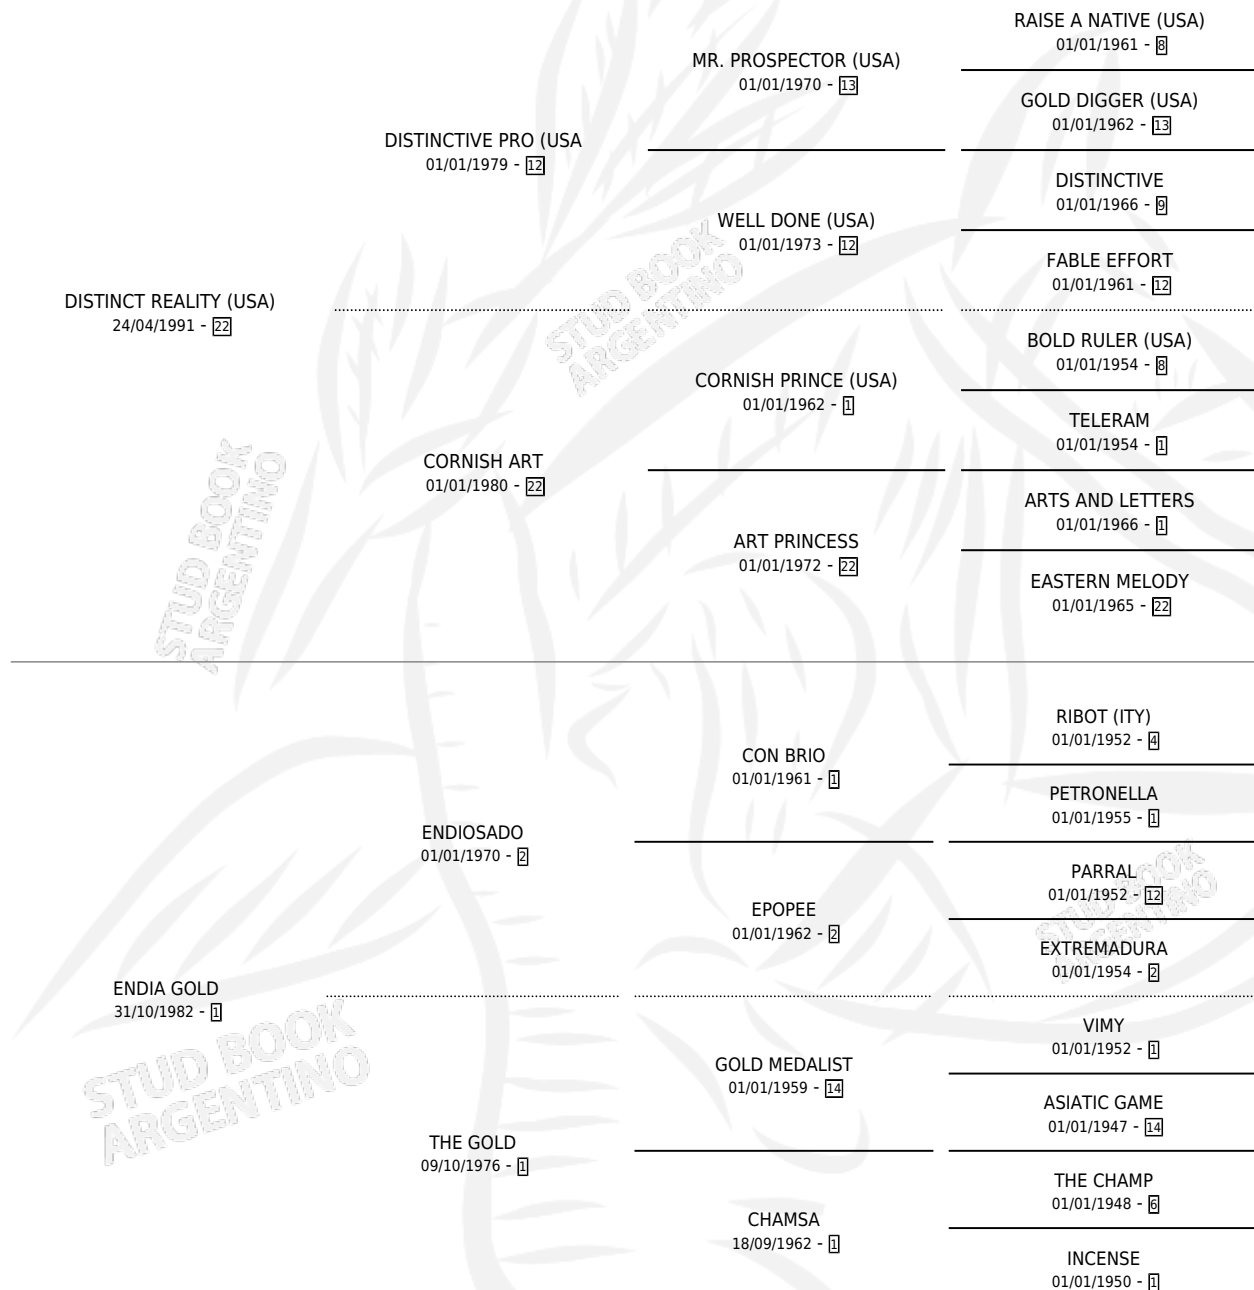 RAISE A NATIVE (USA)
01/01/1961 - 8
MR. PROSPECTOR (USA)
01/01/1970 - 13
GOLD DIGGER (USA)
01/01/1962 - 13
DISTINCTIVE PRO (USA
01/01/1979 - 12
DISTINCTIVE
01/01/1966 - 9
WELL DONE (USA)
01/01/1973 - 12
FABLE EFFORT
01/01/1961 - 12
DISTINCT REALITY (USA)
24/04/1991 - 22
BOLD RULER (USA)
01/01/1954 - 8
CORNISH PRINCE (USA)
01/01/1962 - 1
TELERAM
01/01/1954 - 1
CORNISH ART
01/01/1980 - 22
ARTS AND LETTERS
01/01/1966 - 1
ART PRINCESS
01/01/1972 - 22
EASTERN MELODY
01/01/1965 - 22
RIBOT (ITY)
01/01/1952 - 4
CON BRIO
01/01/1961 - 1
PETRONELLA
01/01/1955 - 1
ENDIOSADO
01/01/1970 - 2
PARRAL
01/01/1952 - 12
EPOPEE
01/01/1962 - 2
EXTREMADURA
01/01/1954 - 2
ENDIA GOLD
31/10/1982 - 1
VIMY
01/01/1952 - 1
GOLD MEDALIST
01/01/1959 - 14
ASIATIC GAME
01/01/1947 - 14
THE GOLD
09/10/1976 - 1
THE CHAMP
01/01/1948 - 6
CHAMSA
18/09/1962 - 1
INCENSE
01/01/1950 - 1
STUD BOOK
ARGENTINO
STUD BOOK
ARGENTINO
STUD BOOK
ARGENTINO
STUD BOOK
ARGENTINO